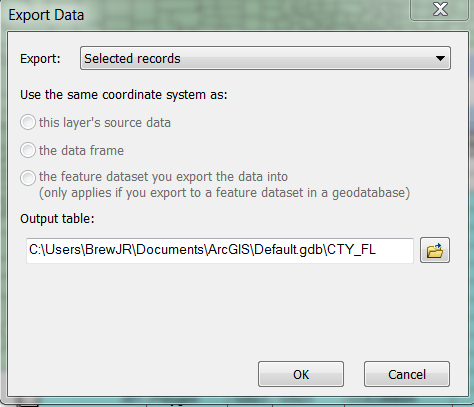 Export Data
Export: Selected records
Use the same coordinate system as:
this layer's source data
the data frame
the feature dataset you export the data into
(only applies if you export to a feature dataset in a geodatabase)
Output table:
C:\Users\BrewJR\Documents\ArcGIS\Default.gdb\CTY_FL
OK Cancel